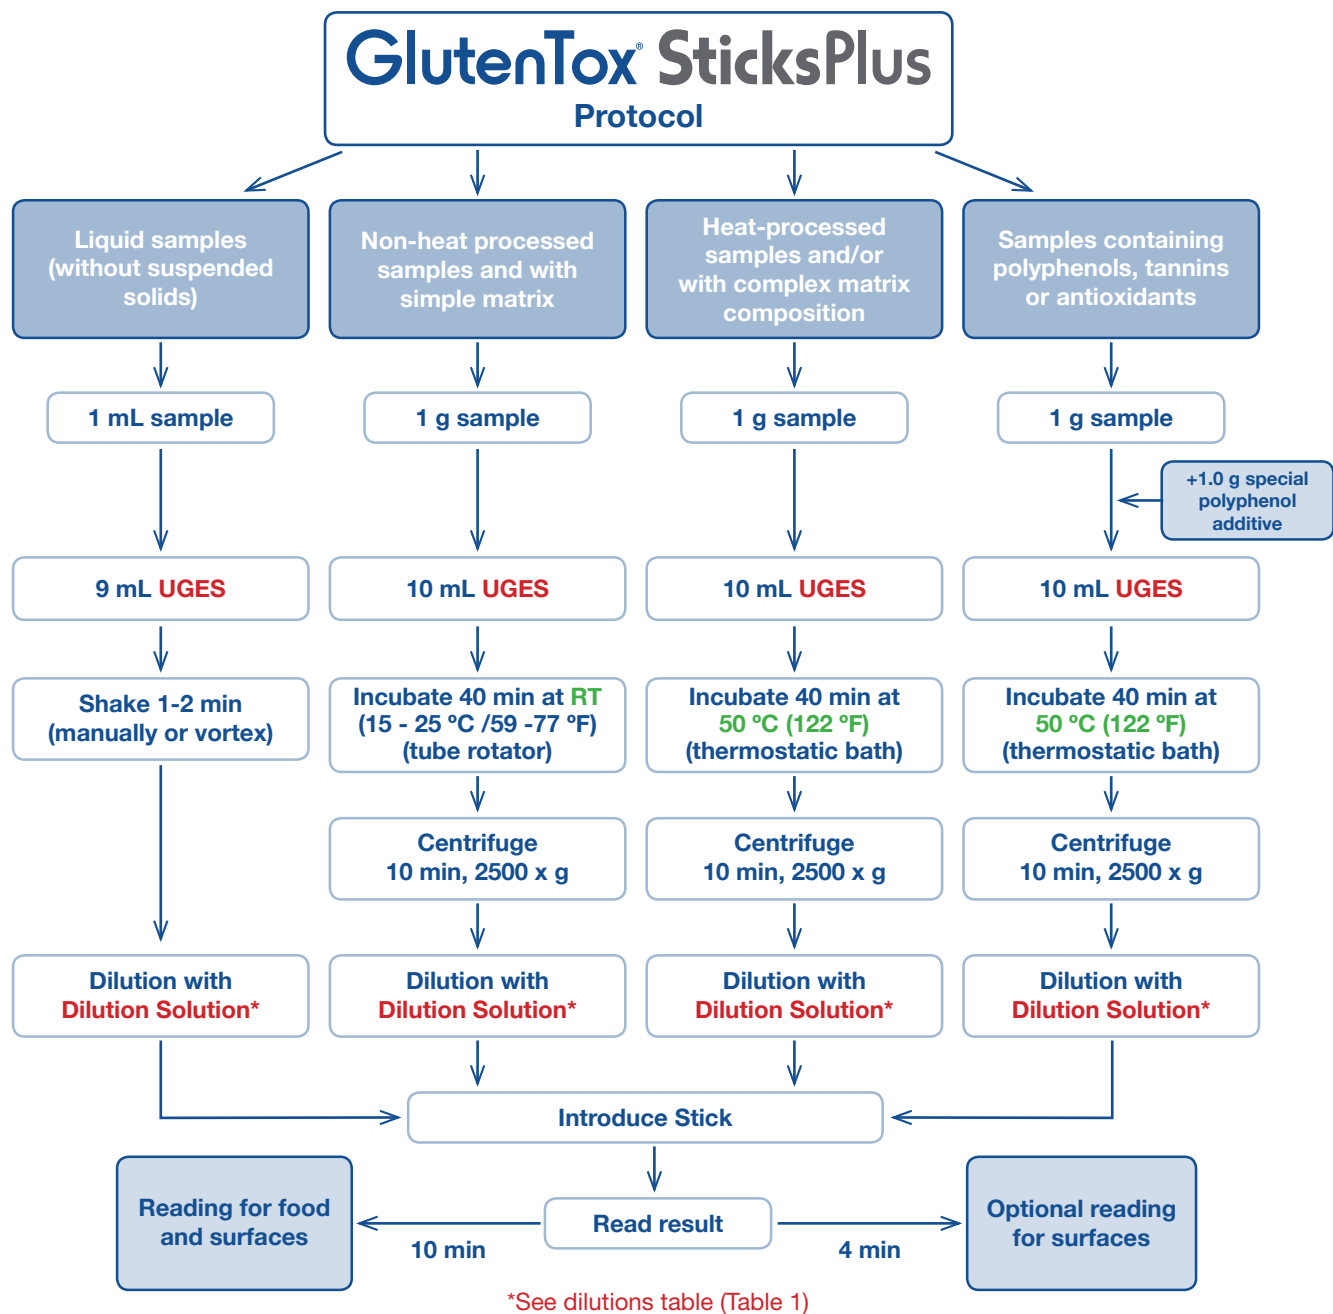 GlutenTox® SticksPlus
Protocol
Liquid samples
(without suspended
solids)
Non-heat processed
samples and with
simple matrix
Heat-processed
samples and/or
with complex matrix
composition
Samples containing
polyphenols, tannins
or antioxidants
1 mL sample
1 g sample
1 g sample
1 g sample
+1.0 g special
polyphenol
additive
9 mL UGES
10 mL UGES
10 mL UGES
10 mL UGES
Shake 1-2 min
(manually or vortex)
Incubate 40 min at RT
(15 - 25 ºC /59 -77 ºF)
(tube rotator)
Incubate 40 min at
50 ºC (122 ºF)
(thermostatic bath)
Incubate 40 min at
50 ºC (122 ºF)
(thermostatic bath)
Centrifuge
10 min, 2500 x g
Centrifuge
10 min, 2500 x g
Centrifuge
10 min, 2500 x g
Dilution with
Dilution Solution*
Dilution with
Dilution Solution*
Dilution with
Dilution Solution*
Dilution with
Dilution Solution*
Introduce Stick
Reading for food
and surfaces
10 min
Read result
4 min
Optional reading
for surfaces
*See dilutions table (Table 1)